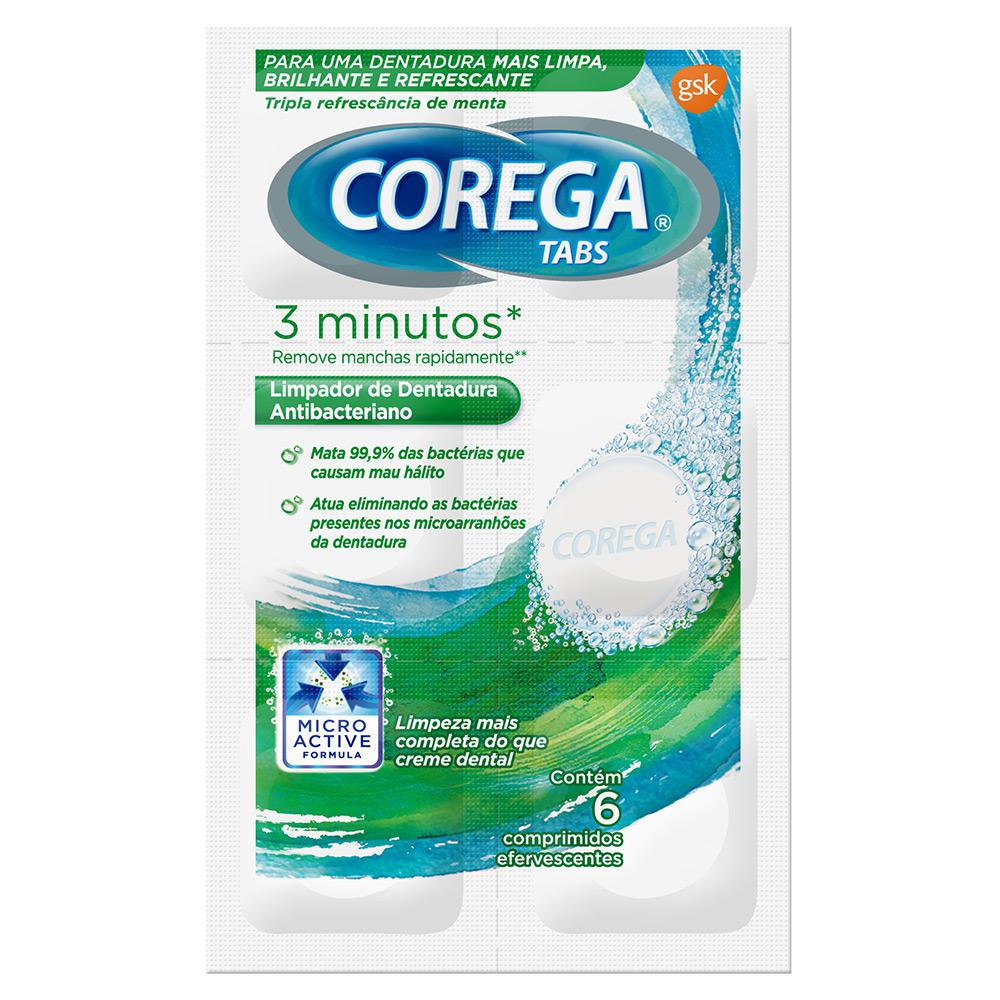 PARA UMA DENTADURA MAIS LIMPA,
BRILHANTE E REFRESCANTE
Tripla refrescância de menta
gsk
COREGA®
TABS
3 minutos*
Remove manchas rapidamente**
Limpador de Dentadura
Antibacteriano
Mata 99,9% das bactérias que
causam mau hálito
Atua eliminando as bactérias
presentes nos microarranhões
da dentadura
COREGA
MICRO
ACTIVE
FORMULA
Limpeza mais
completa do que
creme dental
Contém
6
comprimidos
efervescentes